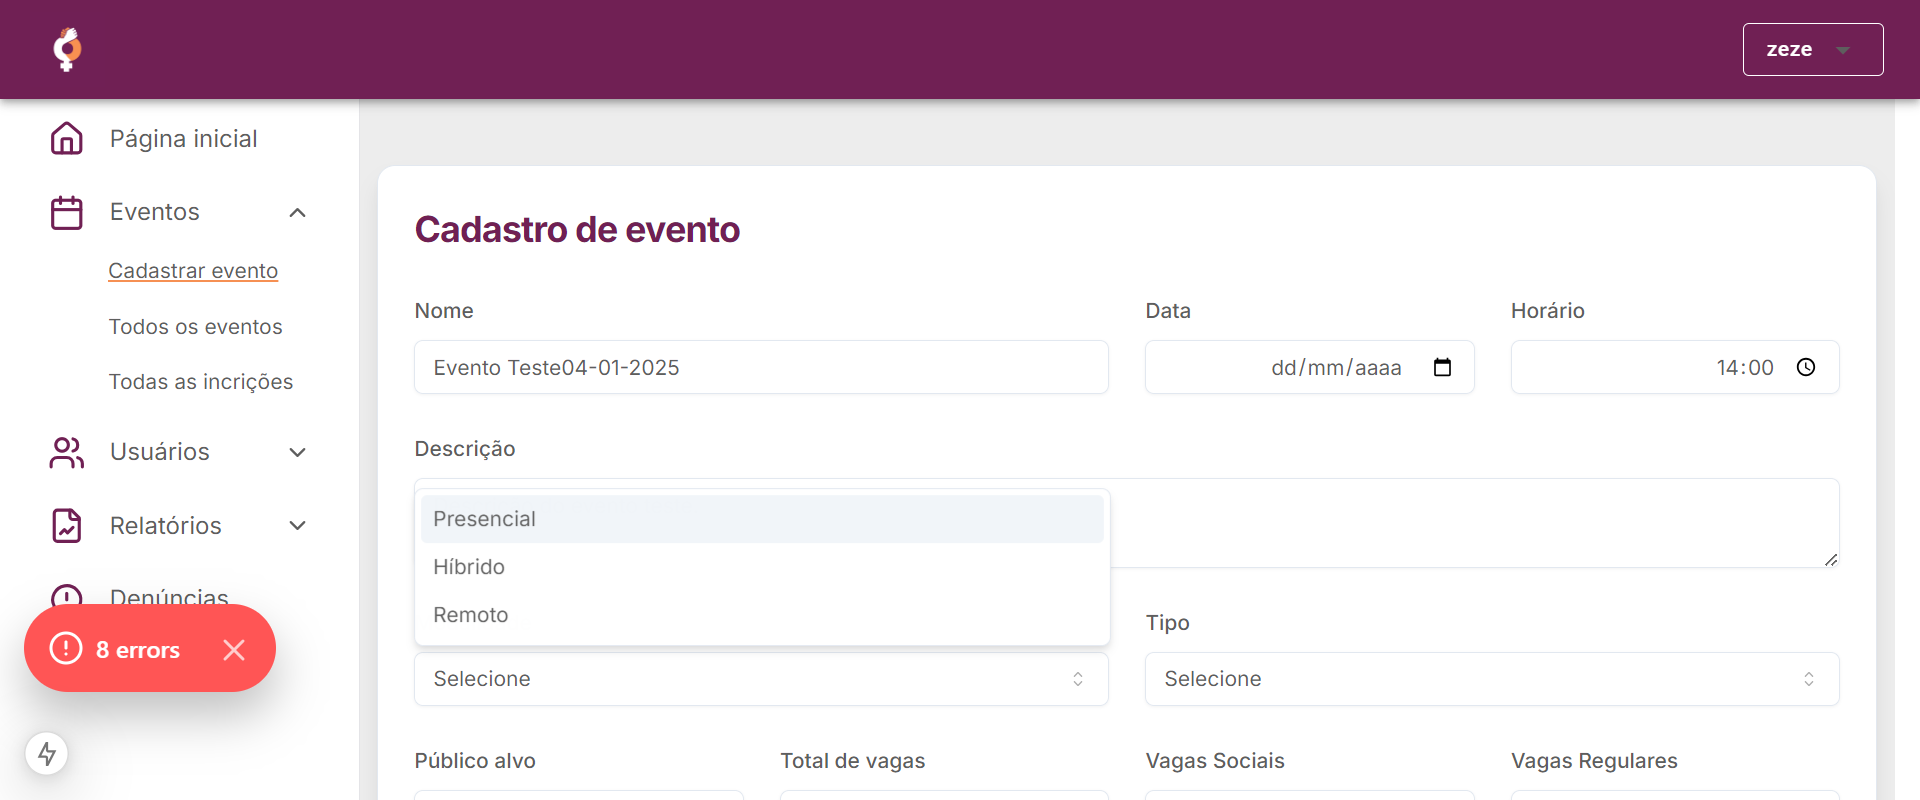 zeze
Página inicial
Eventos
Cadastrar evento
Todos os eventos
Todas as incrições
Usuários
Relatórios
Denúncias
8 errors
Cadastro de evento
Nome
Data
Horário
Evento Teste04-01-2025
dd/mm/aaaa
14:00
Descrição
Presencial
Híbrido
Remoto
Tipo
Selecione
Selecione
Público alvo
Total de vagas
Vagas Sociais
Vagas Regulares